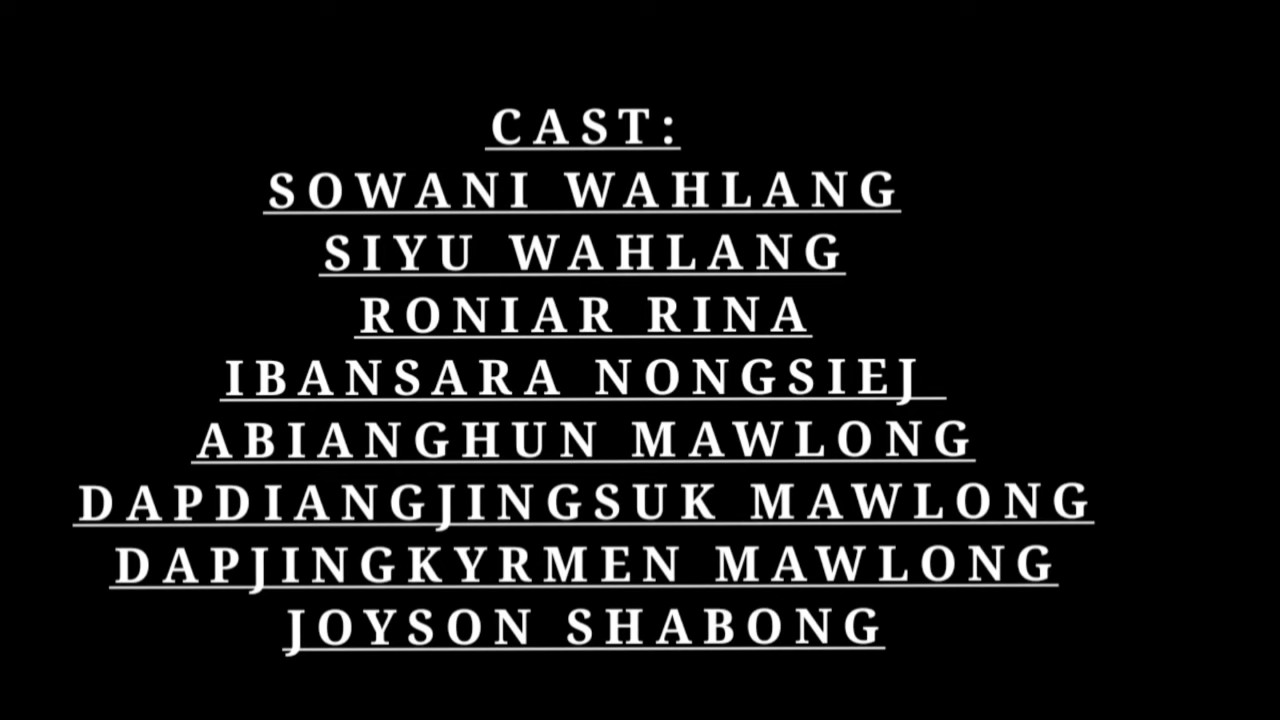 CAST:
SOWANI WAHLANG
SIYU WAHLANG
RONIAR RINA
IBANSARA NONGSIEJ
ABIANGHUN MAWLONG
DAPDIANGJINGSUK MAWLONG
DAPJINGKYRMEN MAWLONG
JOYSON SHABONG